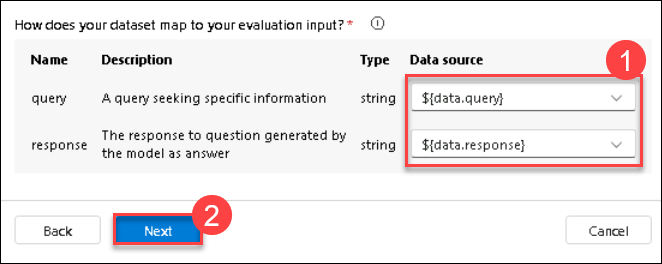 How does your dataset map to your evaluation input? * ⓘ
1
Name Description Type Data source
query A query seeking specific information string ${data.query}
response The response to question generated by the model as answer string ${data.response}
2
Back Next Cancel